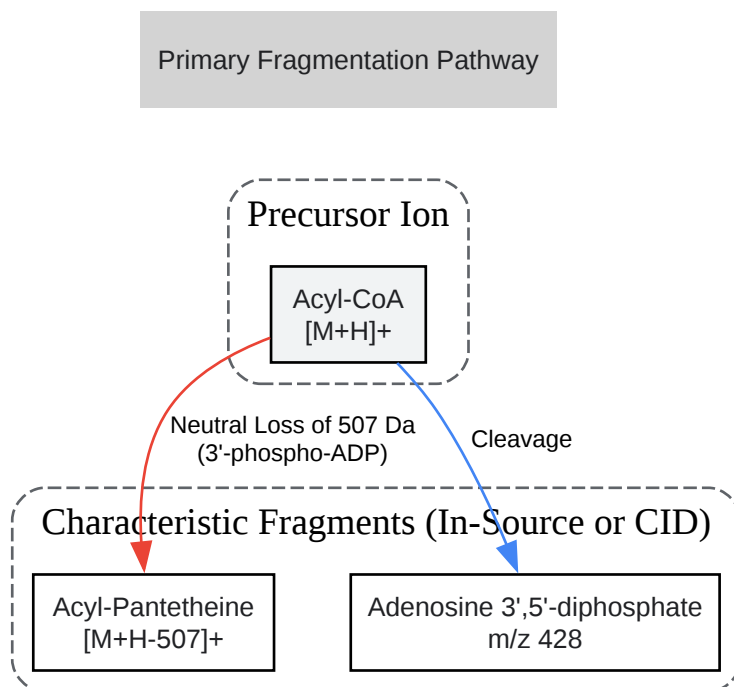 Primary Fragmentation Pathway
Precursor Ion
Acyl-CoA
[M+H]+
Neutral Loss of 507 Da
(3'-phospho-ADP)
Cleavage
Characteristic Fragments (In-Source or CID)
Acyl-Pantetheine
[M+H-507]+
Adenosine 3',5'-diphosphate
m/z 428